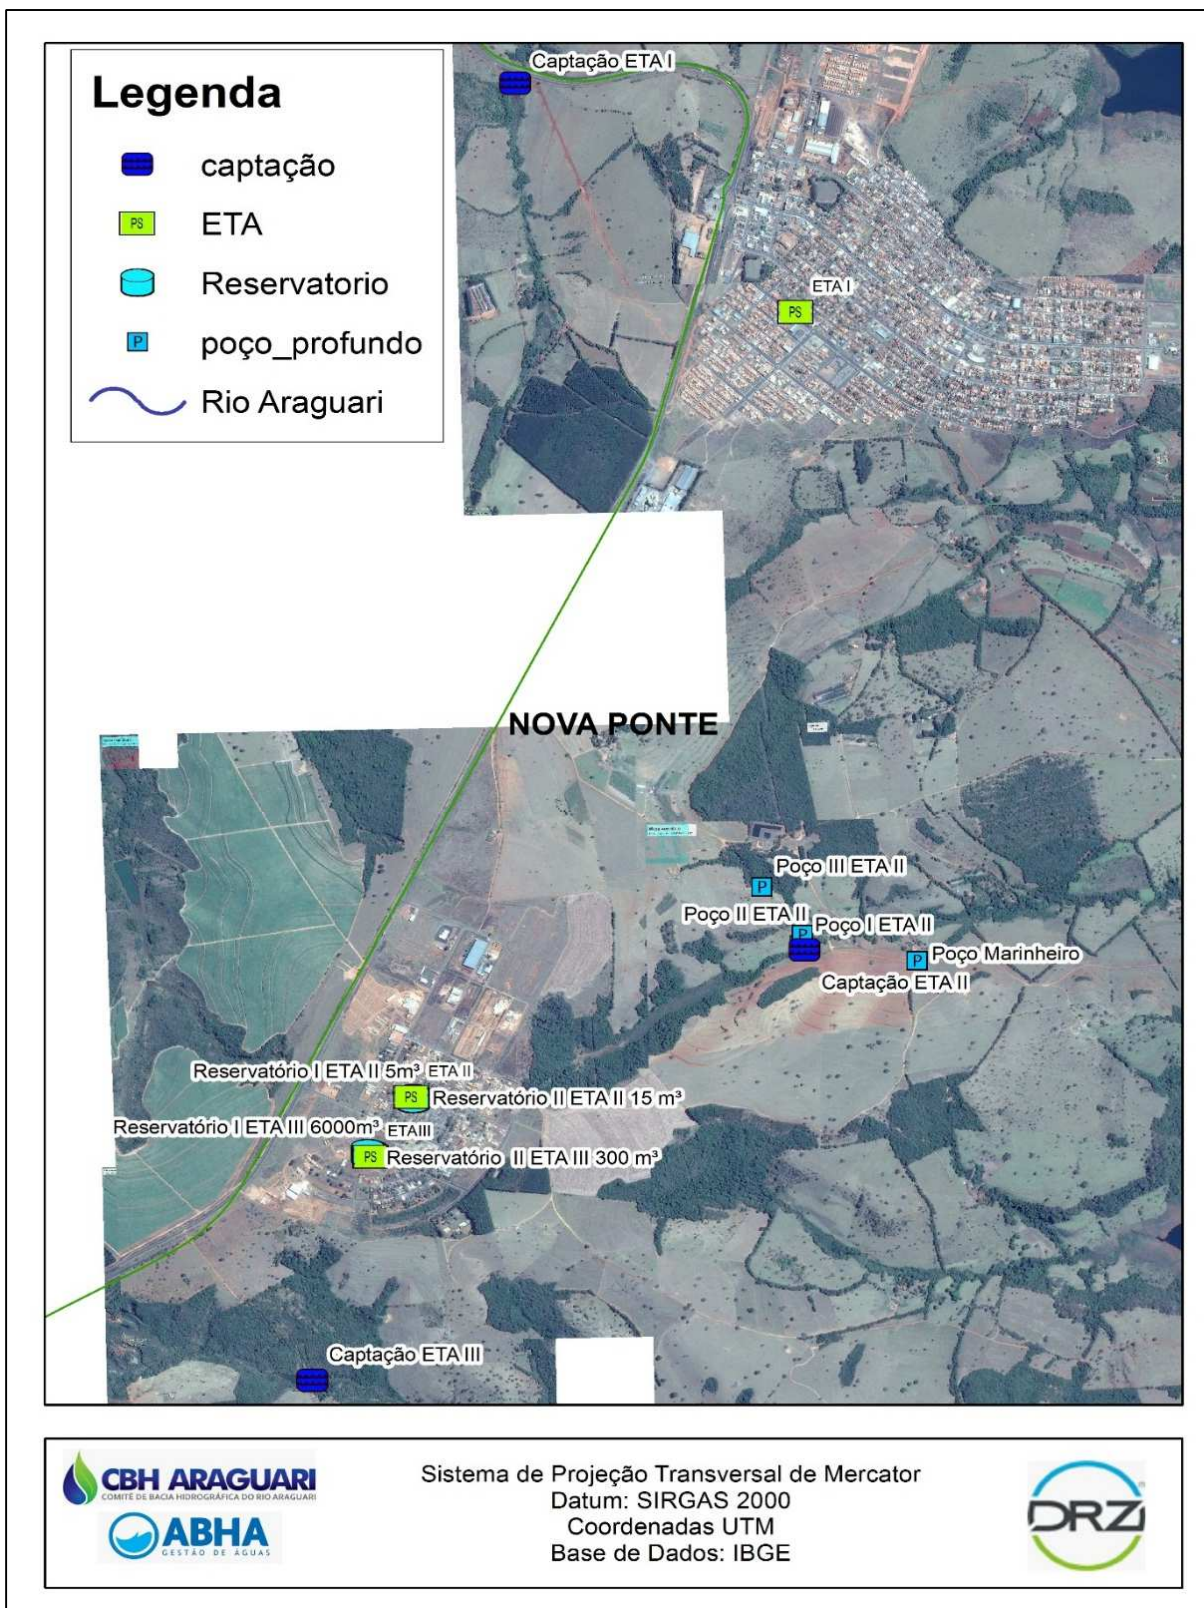 Legenda
captação
PS
ETA
Reservatorio
P
poço_profundo
Rio Araguari
Captação ETA I
ETA I
PS
NOVA PONTE
Poço III ETA II
P
Poço II ETA II
Poço I ETA II
P
P
Poço Marinheiro
Captação ETA II
Reservatório I ETA II 5m³
ETA II
PS
Reservatório II ETA II 15 m³
Reservatório I ETA III 6000m³
ETAIII
PS
Reservatório II ETA III 300 m³
Captação ETA III
CBH ARAGUARI
COMITÊ DE BACIA HIDROGRÁFICA DO RIO ARAGUARI
ABHA
GESTÃO DE ÁGUAS
Sistema de Projeção Transversal de Mercator
Datum: SIRGAS 2000
Coordenadas UTM
Base de Dados: IBGE
DRZ